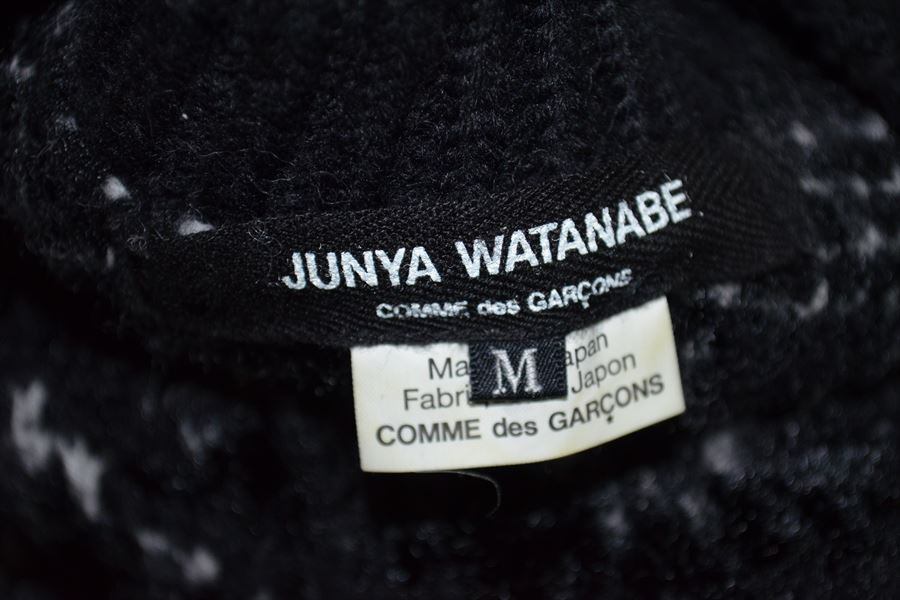 JUNYA WATANABE
COMME des GARÇONS
M
Ma apan
Fabri Japon
COMME des GARÇONS